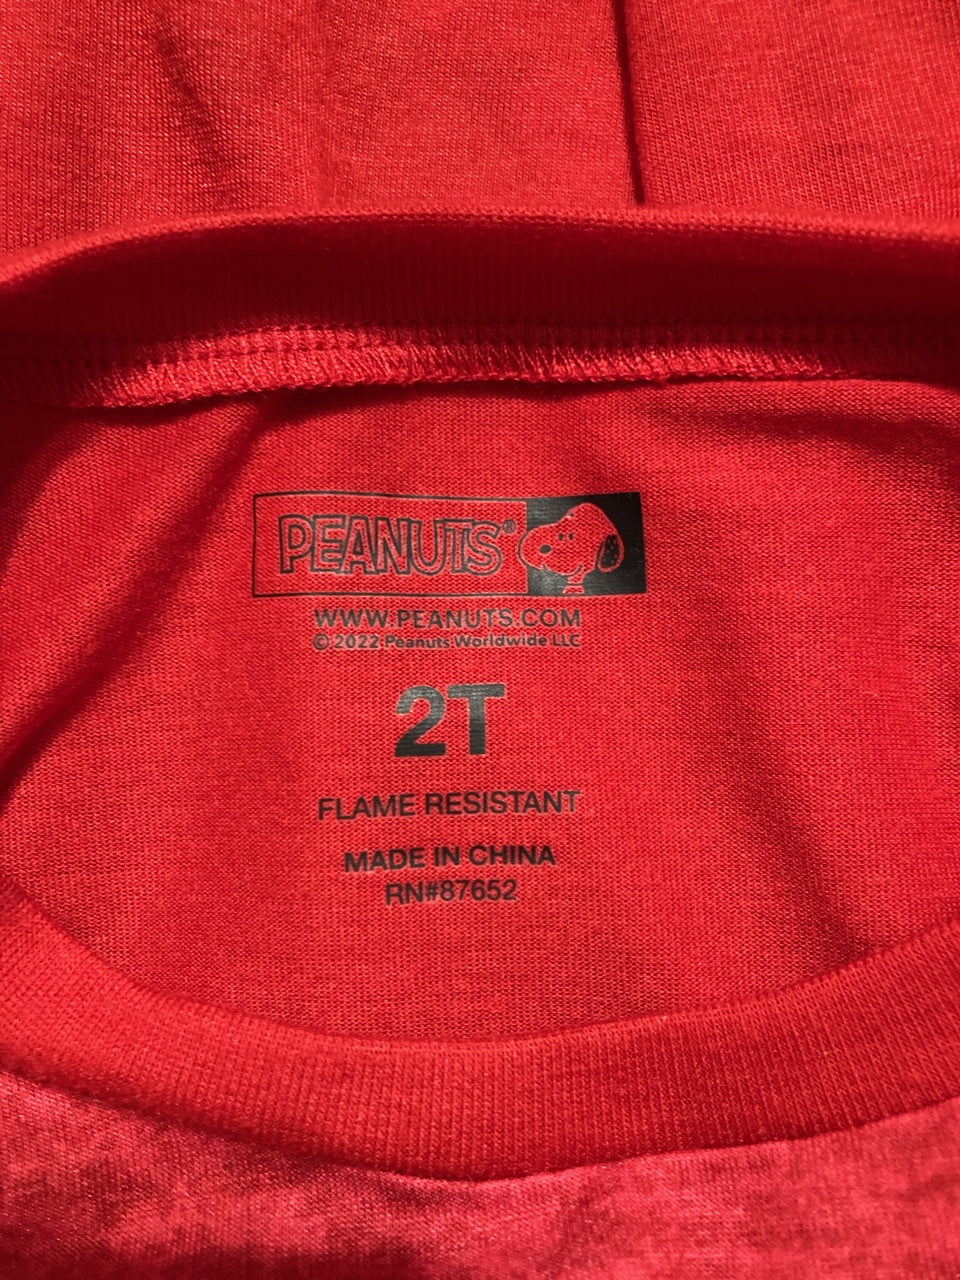 PEANUTS®
WWW.PEANUTS.COM
© 2022 Peanuts Worldwide LLC
2T
FLAME RESISTANT
MADE IN CHINA
RN#87652